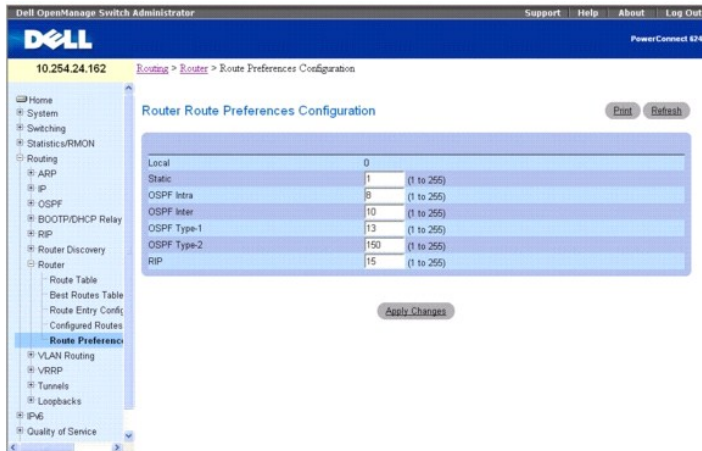 Dell OpenManage Switch Administrator
Support Help About Log Out
DELL
PowerConnect 624
10.254.24.162
Routing > Router > Route Preferences Configuration
Home
System
Switching
Statistics/RMON
Routing
ARP
IP
OSPF
BOOTP/DHCP Relay
RIP
Router Discovery
Router
Route Table
Best Routes Table
Route Entry Config
Configured Routes
Route Preference
VLAN Routing
VRRP
Tunnels
Loopbacks
IPv6
Quality of Service
Router Route Preferences Configuration
Print Refresh
Local 0
Static 1 (1 to 255)
OSPF Intra 8 (1 to 255)
OSPF Inter 10 (1 to 255)
OSPF Type-1 13 (1 to 255)
OSPF Type-2 150 (1 to 255)
RIP 15 (1 to 255)
Apply Changes